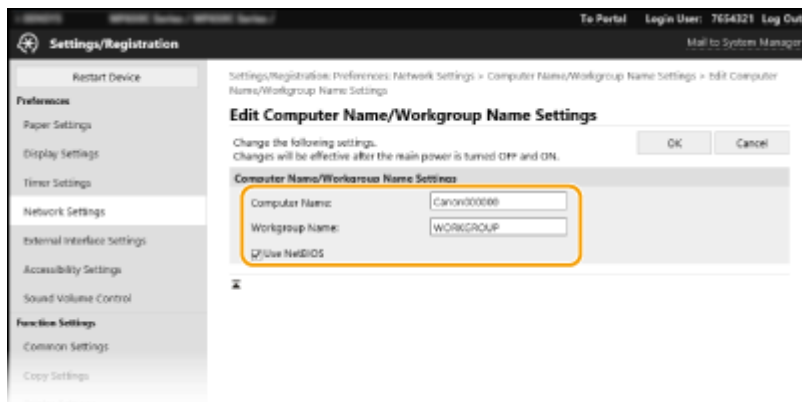 To Portal Login User: 7654321 Log Out
Settings/Registration
Mail to System Manager
Restart Device
Preferences
Paper Settings
Display Settings
Timer Settings
Network Settings
External Interface Settings
Accessibility Settings
Sound Volume Control
Function Settings
Common Settings
Copy Settings
Settings/Registration: Preferences: Network Settings > Computer Name/Workgroup Name Settings > Edit Computer
Name/Workgroup Name Settings
Edit Computer Name/Workgroup Name Settings
Change the following settings.
Changes will be effective after the main power is turned OFF and ON.
OK
Cancel
Computer Name/Workgroup Name Settings
Computer Name:
Canon000000
Workgroup Name:
WORKGROUP
Use NetBIOS